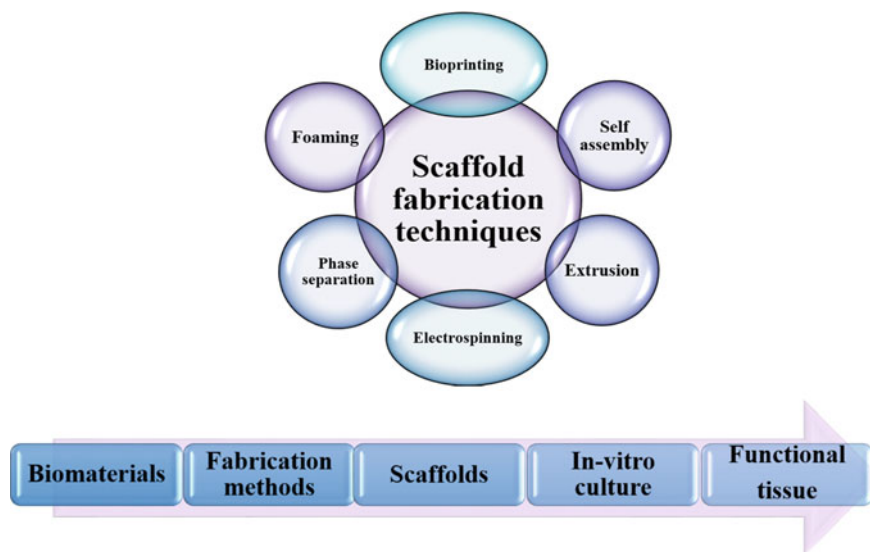 Bioprinting
Foaming
Self
assembly
Scaffold
fabrication
techniques
Phase
separation
Extrusion
Electrospinning
Biomaterials
Fabrication
methods
Scaffolds
In-vitro
culture
Functional
tissue